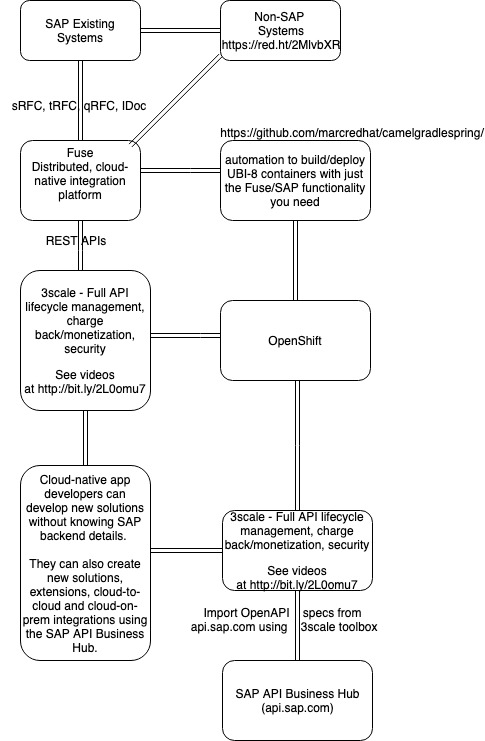 SAP Existing
Systems
Non-SAP
Systems
https://red.ht/2MlvbXR
sRFC, tRFC, qRFC, IDoc
https://github.com/marcredhat/camelgradlespring/
Fuse
Distributed, cloud-
native integration
platform
automation to build/deploy
UBI-8 containers with just
the Fuse/SAP functionality
you need
REST APIs
3scale - Full API
lifecycle management,
charge
back/monetization,
security
See videos
at http://bit.ly/2L0omu7
OpenShift
Cloud-native app
developers can
develop new solutions
without knowing SAP
backend details.
They can also create
new solutions,
extensions, cloud-to-
cloud and cloud-on-
prem integrations using
the SAP API Business
Hub.
3scale - Full API lifecycle
management, charge
back/monetization, security
See videos
at http://bit.ly/2L0omu7
Import OpenAPI specs from
api.sap.com using 3scale toolbox
SAP API Business Hub
(api.sap.com)